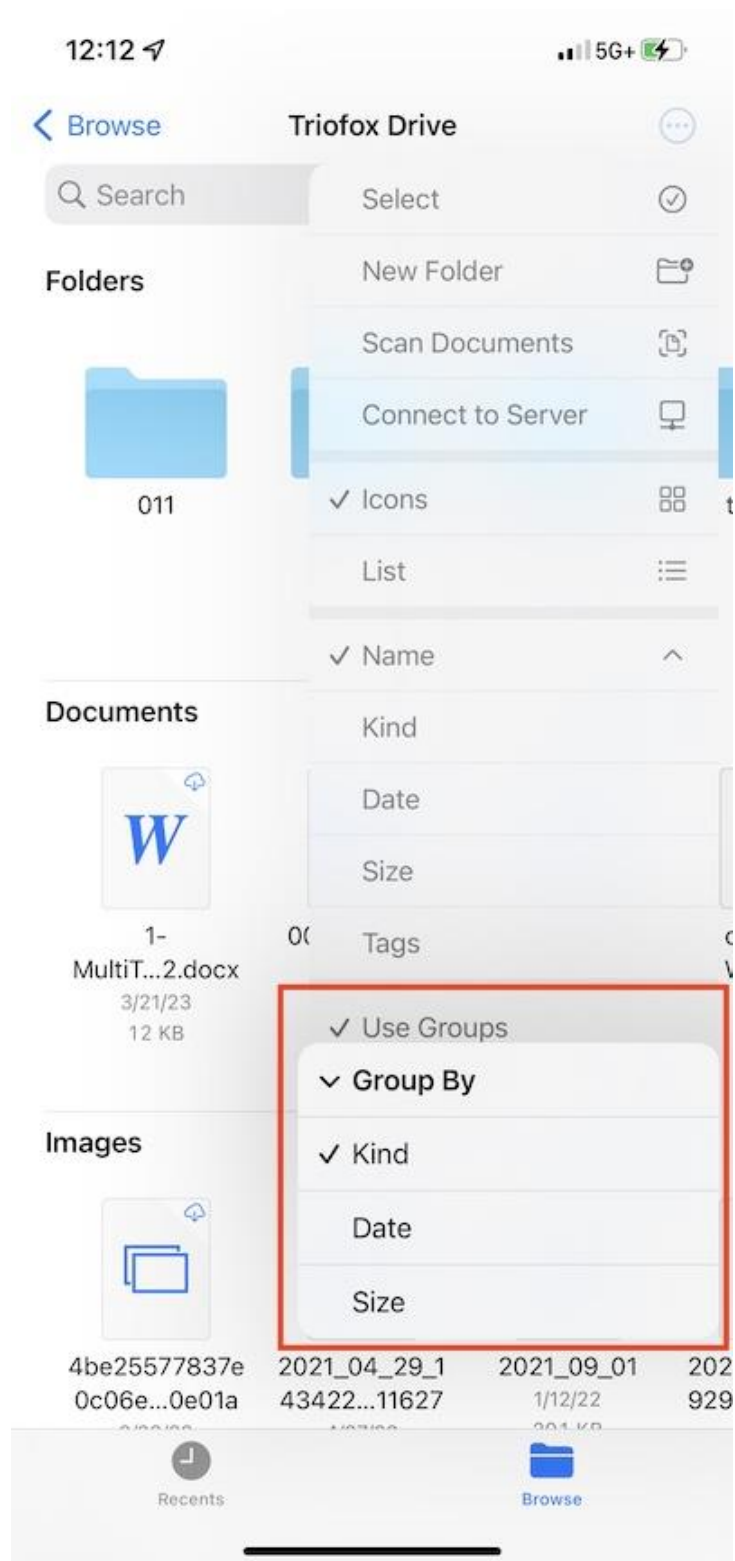 12:12
5G+
Browse
Triofox Drive
Search
Select
New Folder
Folders
Scan Documents
Connect to Server
011
Icons
List
Name
Documents
Kind
Date
W
Size
1-
MultiT...2.docx
3/21/23
12 KB
Tags
Use Groups
Group By
Kind
Date
Size
Images
4be25577837e
0c06e...0e01a
2021_04_29_1
43422...11627
2021_09_01
1/12/22
202
929
Recents
Browse